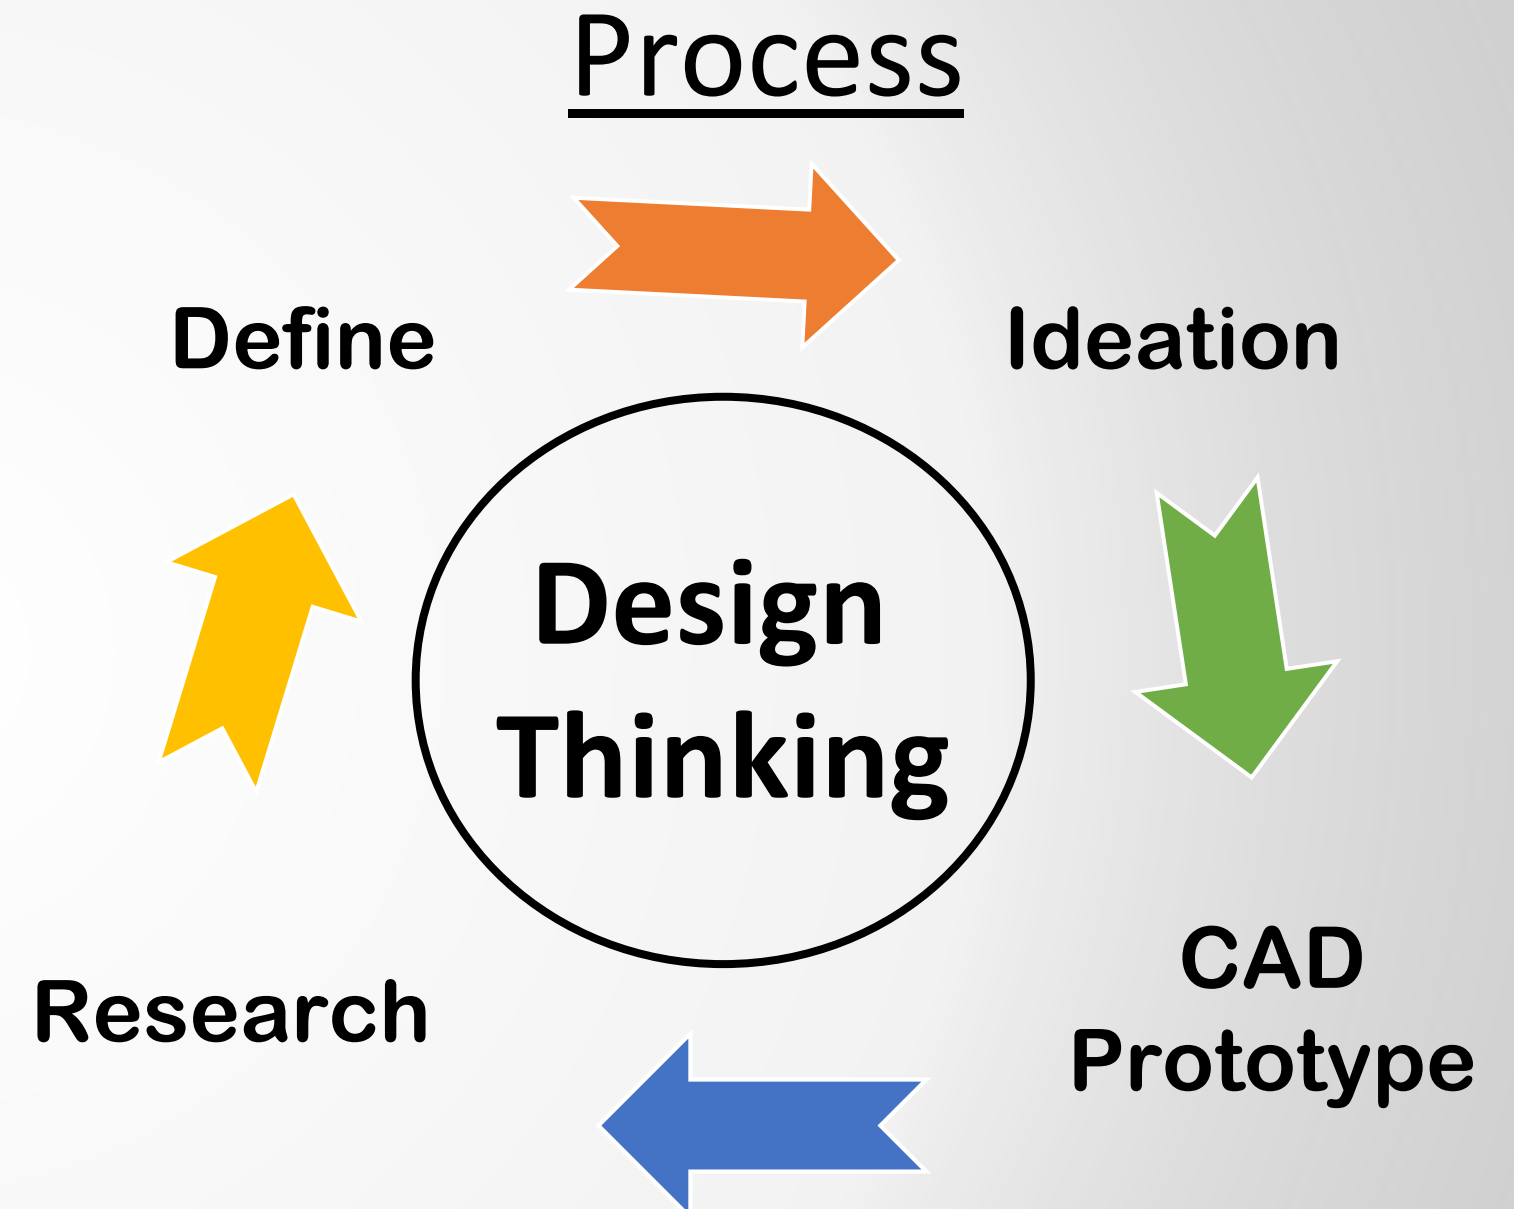 Process
Define
Ideation
Design
Thinking
Research
CAD
Prototype